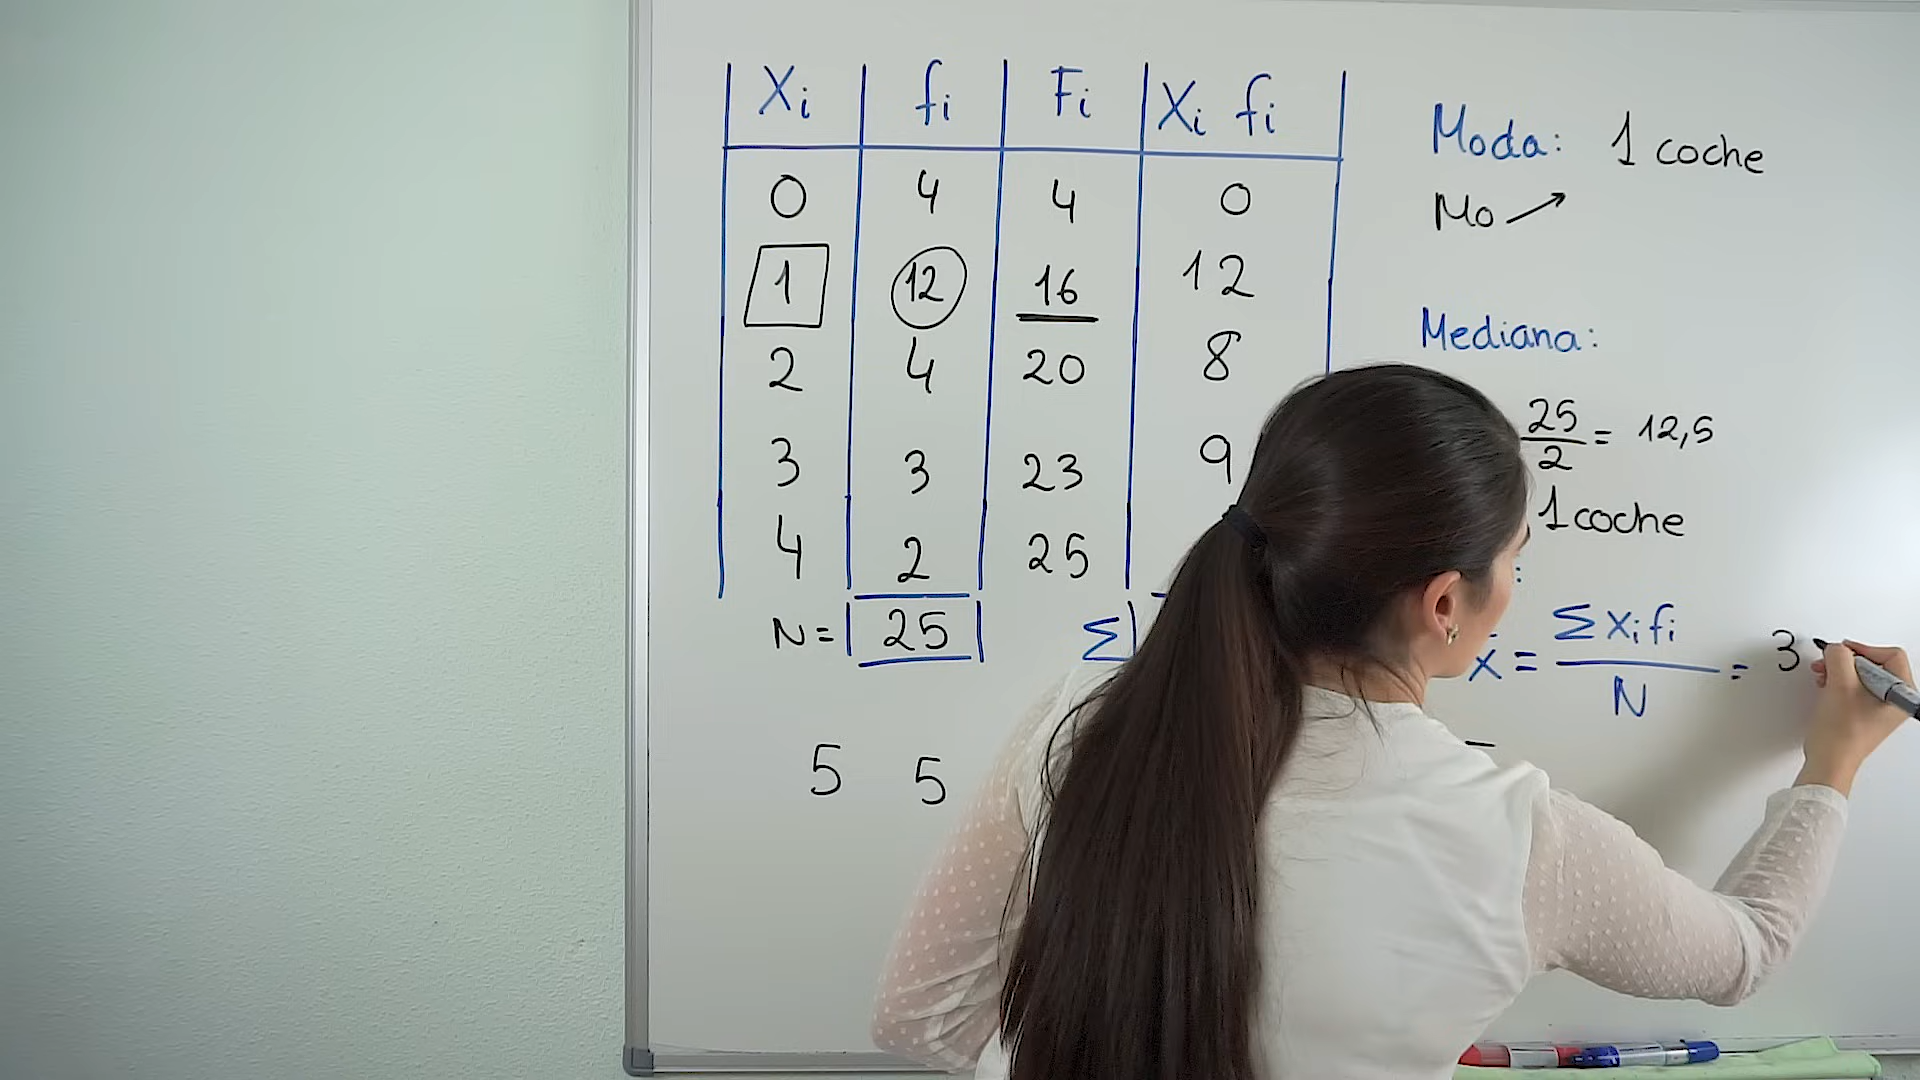 Xi fi Fi Xi fi
0 4 4 0
1 12 16 12
2 4 20 8
3 3 23 9
4 2 25
N= 25 Σ
5 5
Moda: 1 coche
Mo
Mediana:
25/2 = 12,5
1 coche
:
x̄ = Σ Xi fi / N = 3